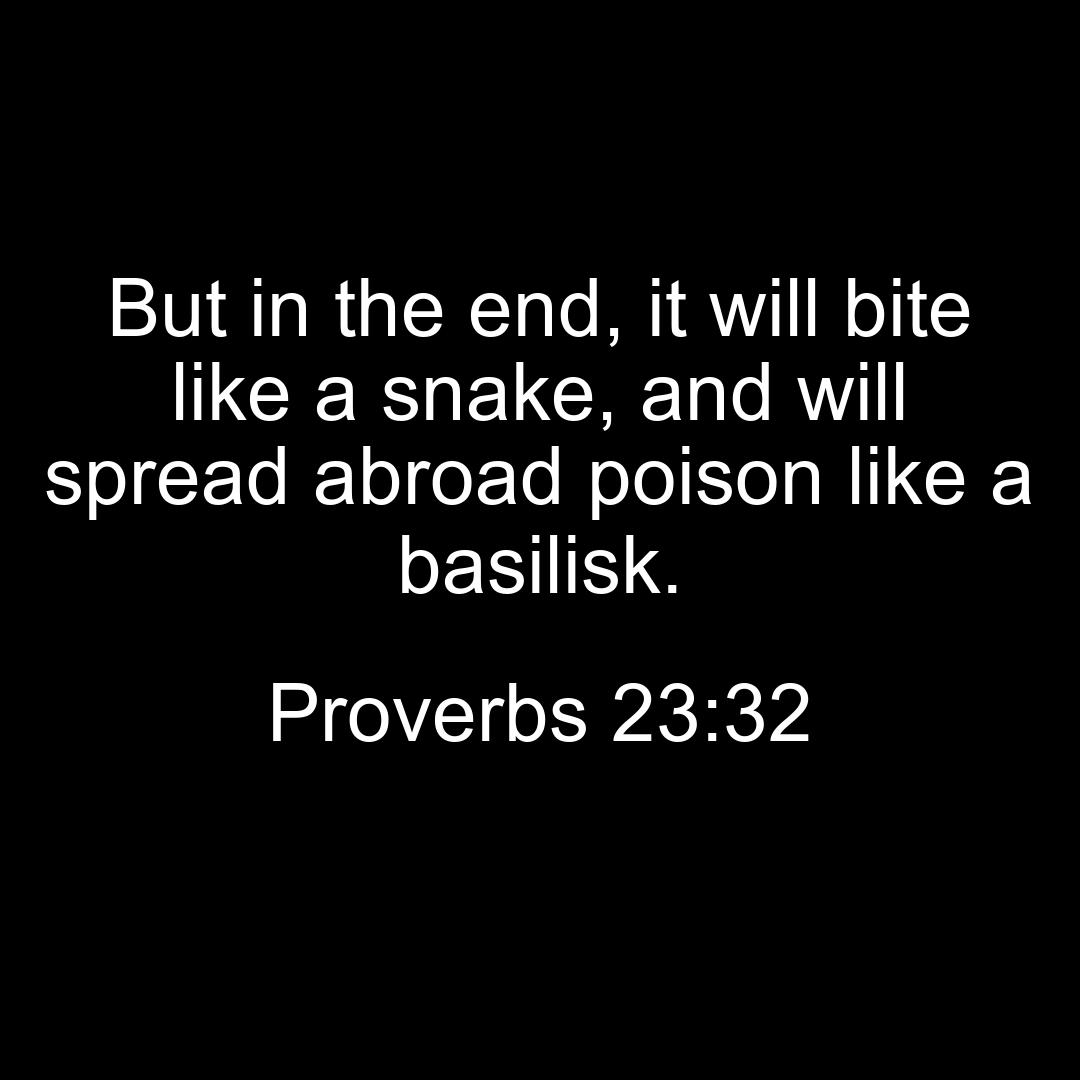 But in the end, it will bite
like a snake, and will
spread abroad poison like a
basilisk.
Proverbs 23:32